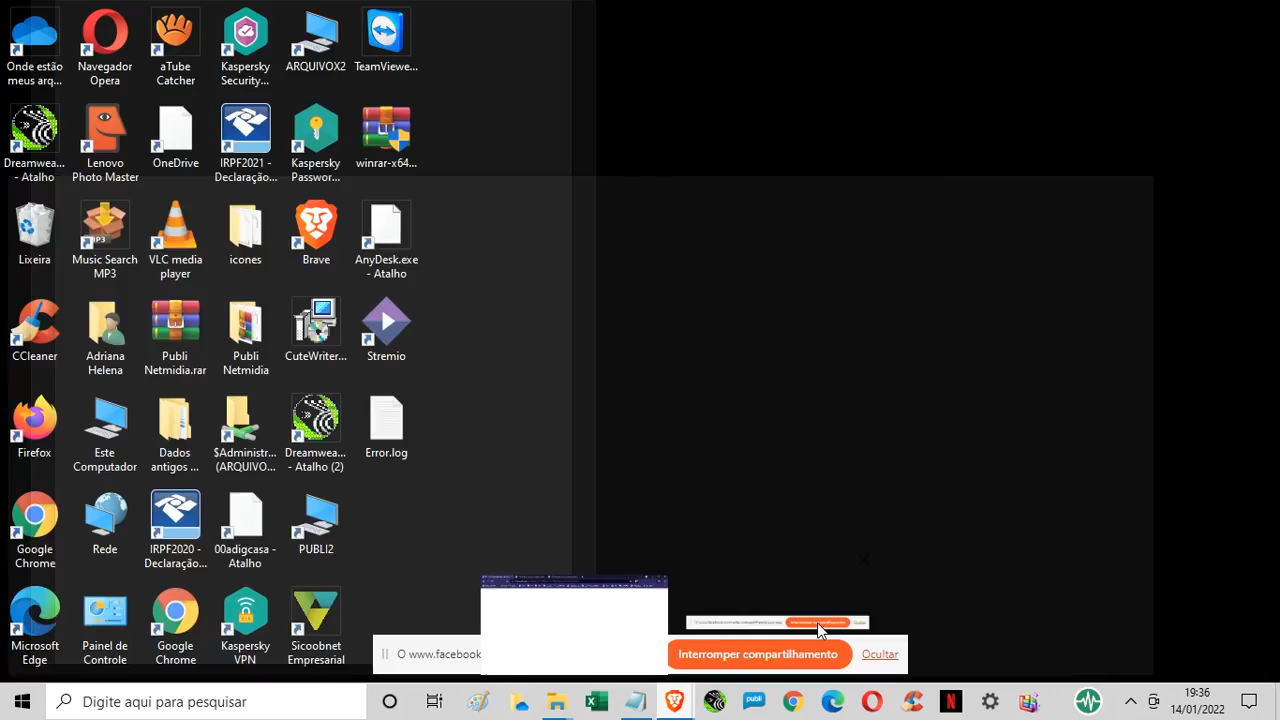 Onde estão
meus arq...
Navegador
Opera
aTube
Catcher
Kaspersky
Security...
ARQUIVOX2
TeamViewe...
Dreamwea...
- Atalho
Lenovo
Photo Master
OneDrive
IRPF2021 -
Declaração...
Kaspersky
Passwor...
winrar-x64...
Lixeira
Music Search
MP3
VLC media
player
icones
Brave
AnyDesk.exe
- Atalho
CCleaner
Adriana
Helena
Publi
Netmidia.rar
Publi
Netmidia
CuteWriter...
Stremio
Firefox
Este
Computador
Dados
antigos ...
$Administr...
(ARQUIVO...
Dreamwea...
- Atalho (2)
Error.log
Google
Chrome
Rede
IRPF2020 -
Declaração...
00adigcasa -
Atalho
PUBLI2
Microsoft
Edge
Painel de
Controle
Google
Chrome
Kaspersky
VPN
Sicoobnet
Empresarial
|| O www.facebook
Interromper compartilhamento
Ocultar
Digite aqui para pesquisar
publi
19:36
14/01/2022